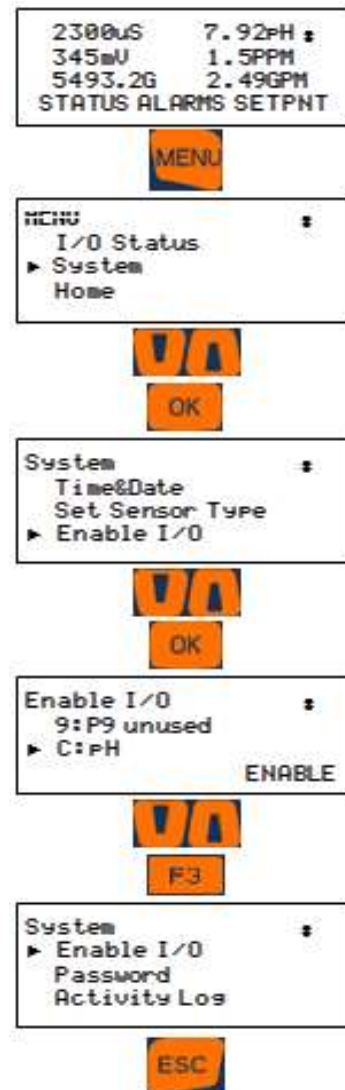 2300uS 7.92pH
345mV 1.5PPM
5493.2G 2.49GPM
STATUS ALARMS SETPNT
MENU
MENU
I/O Status
► System
Home
OK
System
Time&Date
Set Sensor Type
► Enable I/O
OK
Enable I/O
9:P9 unused
► C:pH
ENABLE
F3
System
► Enable I/O
Password
Activity Log
ESC